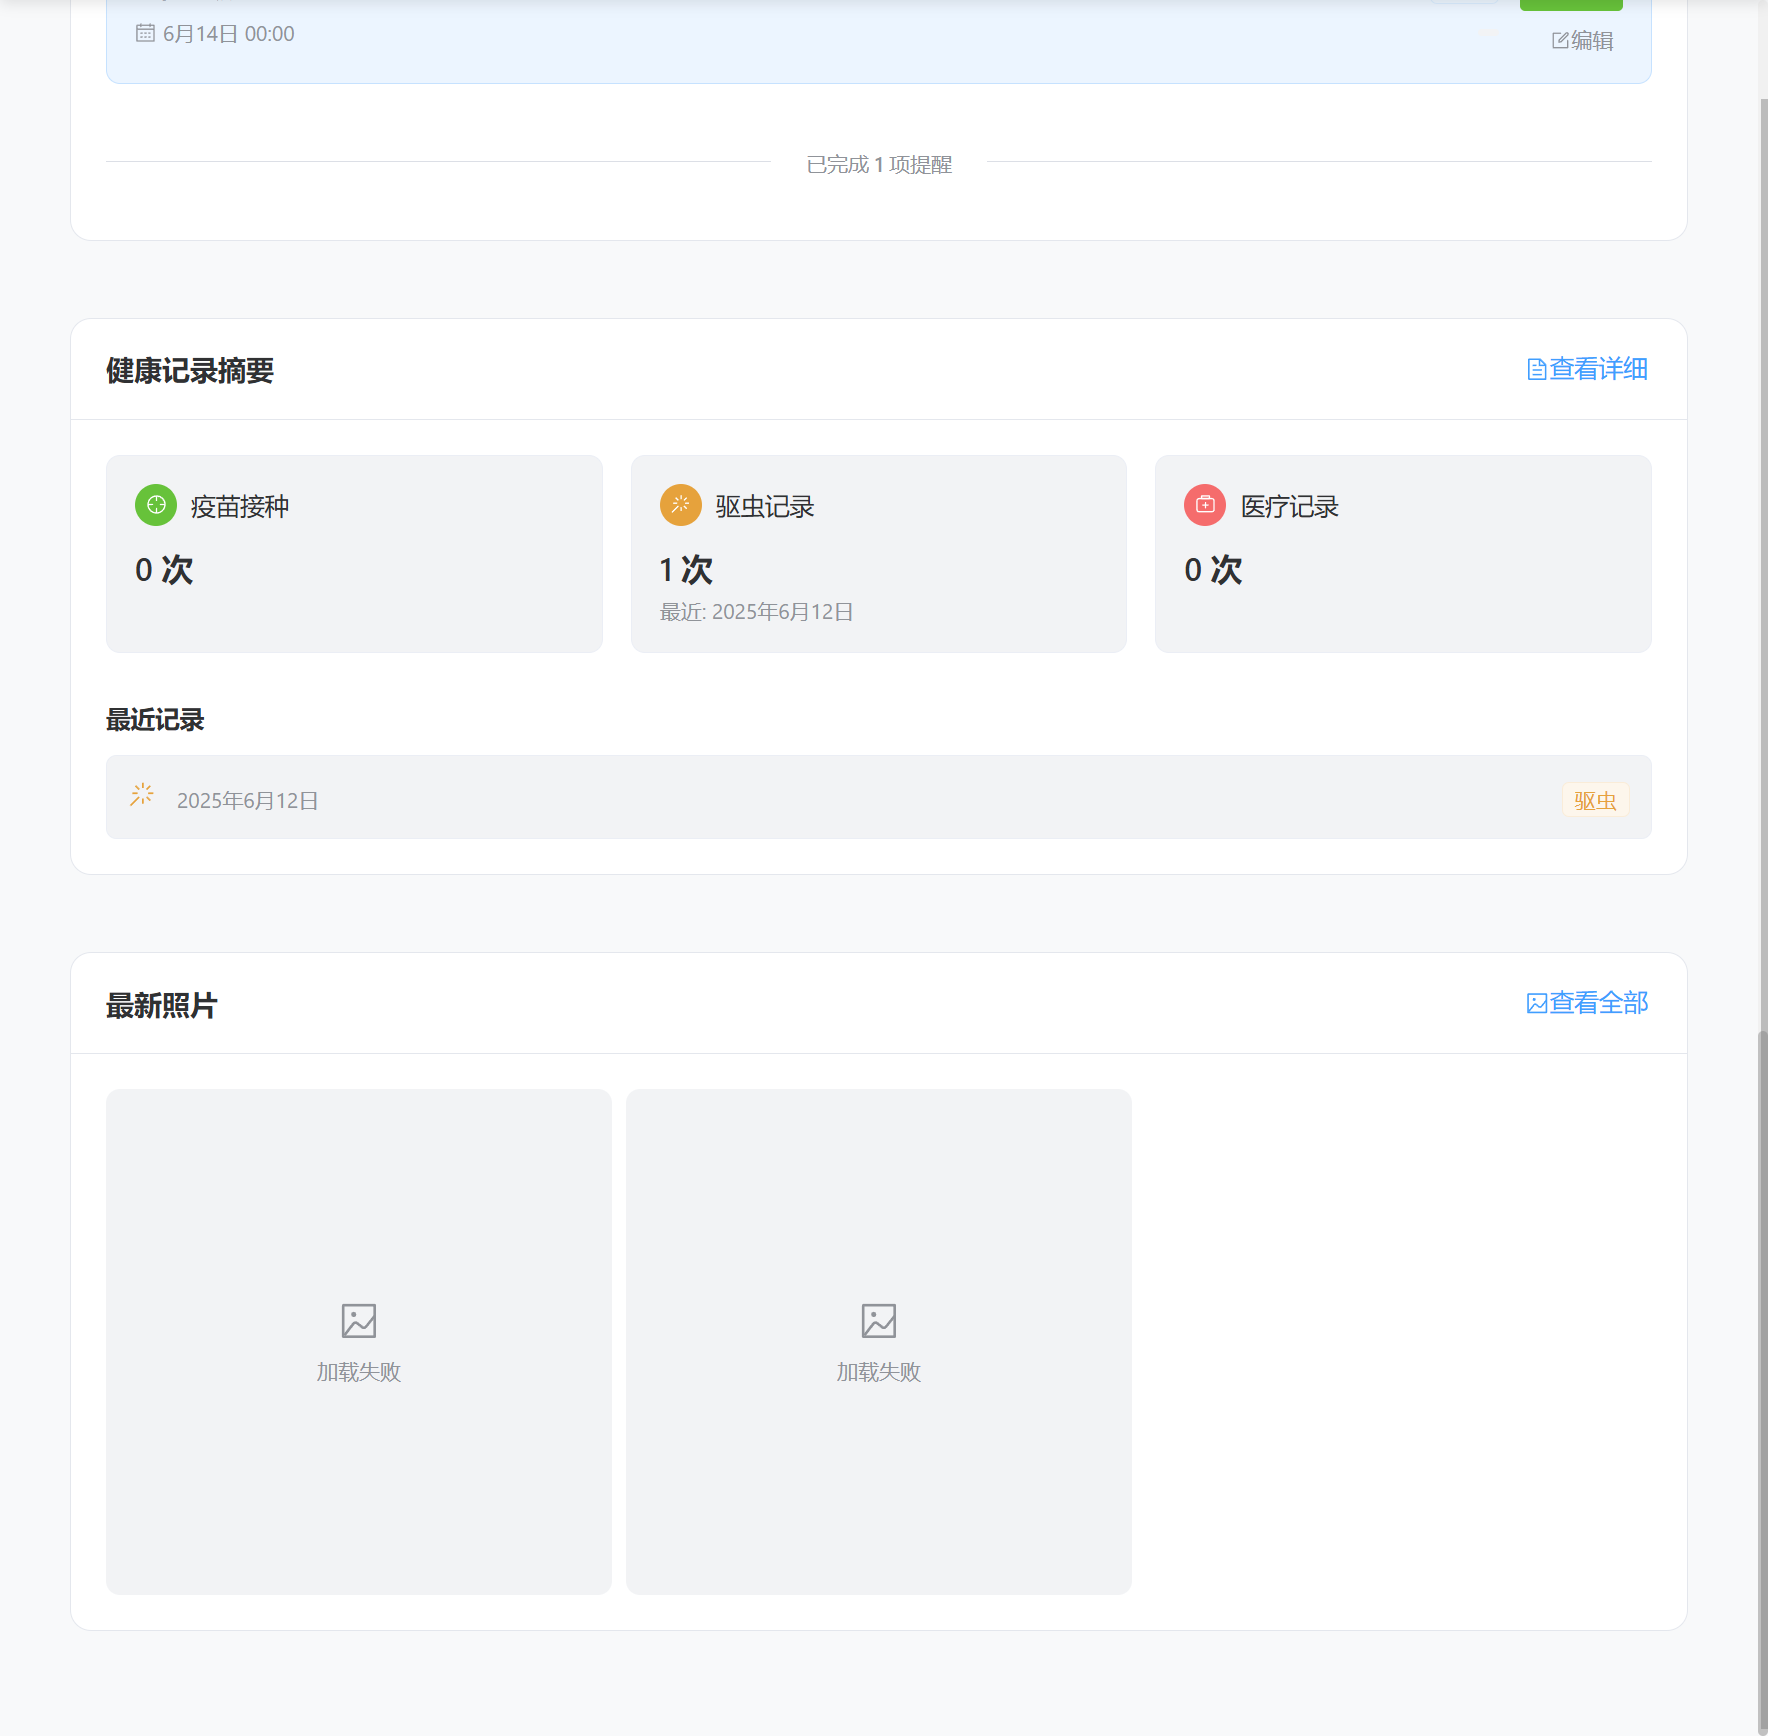 6月14日 00:00
编辑
已完成 1 项提醒
健康记录摘要
查看详细
疫苗接种
0 次
驱虫记录
1 次
最近: 2025年6月12日
医疗记录
0 次
最近记录
2025年6月12日
驱虫
最新照片
查看全部
加载失败
加载失败